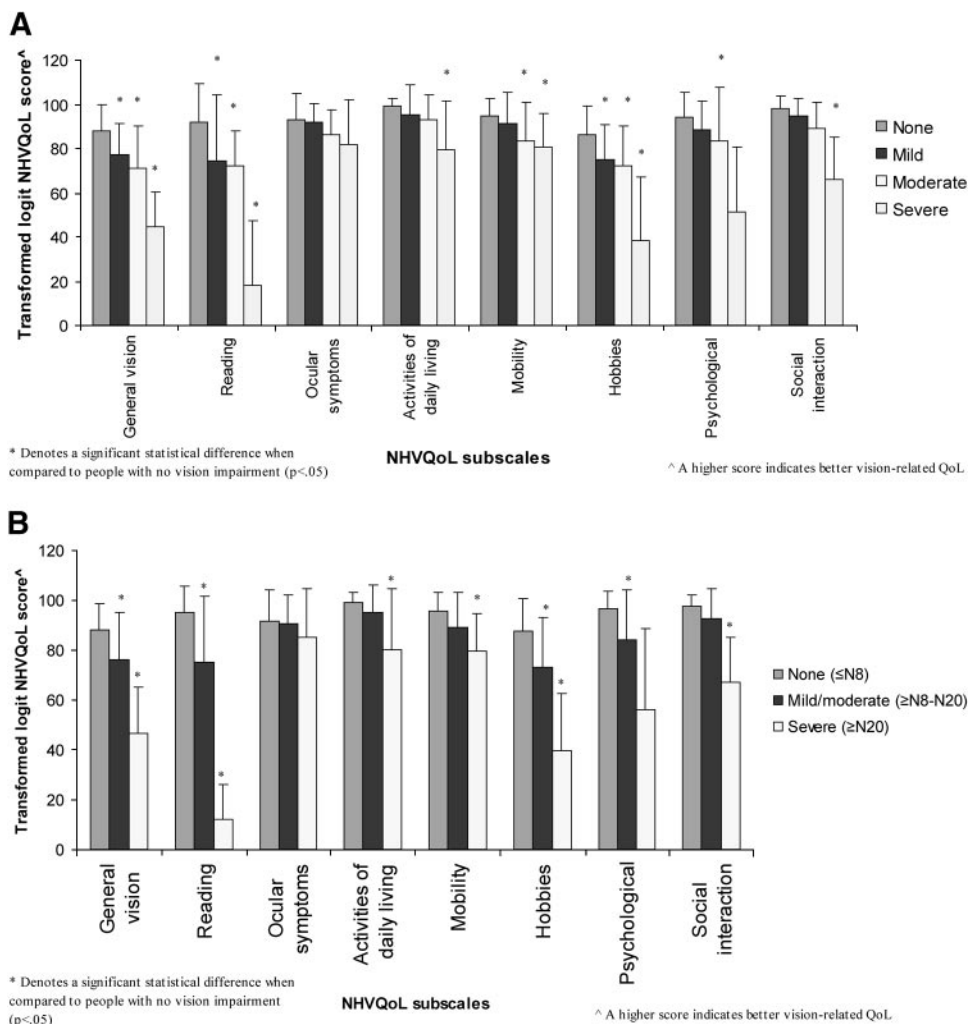 A
Transformed logit NHVQoL score^
120
100
80
60
40
20
0
* * * * * * * * * * * * * *
None
Mild
Moderate
Severe
General vision
Reading
Ocular
symptoms
Activities of
daily living
Mobility
Hobbies
Psychological
Social
interaction
* Denotes a significant statistical difference when
compared to people with no vision impairment (p<.05)
NHVQoL subscales
^ A higher score indicates better vision-related QoL
B
Transformed logit NHVQoL score^
120
100
80
60
40
20
0
* * * * * * * * * *
None (≤N8)
Mild/moderate (≥N8-N20)
Severe (≥N20)
General
vision
Reading
Ocular
symptoms
Activities of
daily living
Mobility
Hobbies
Psychological
Social
interaction
* Denotes a significant statistical difference when
compared to people with no vision impairment
(p<.05)
NHVQoL subscales
^ A higher score indicates better vision-related QoL